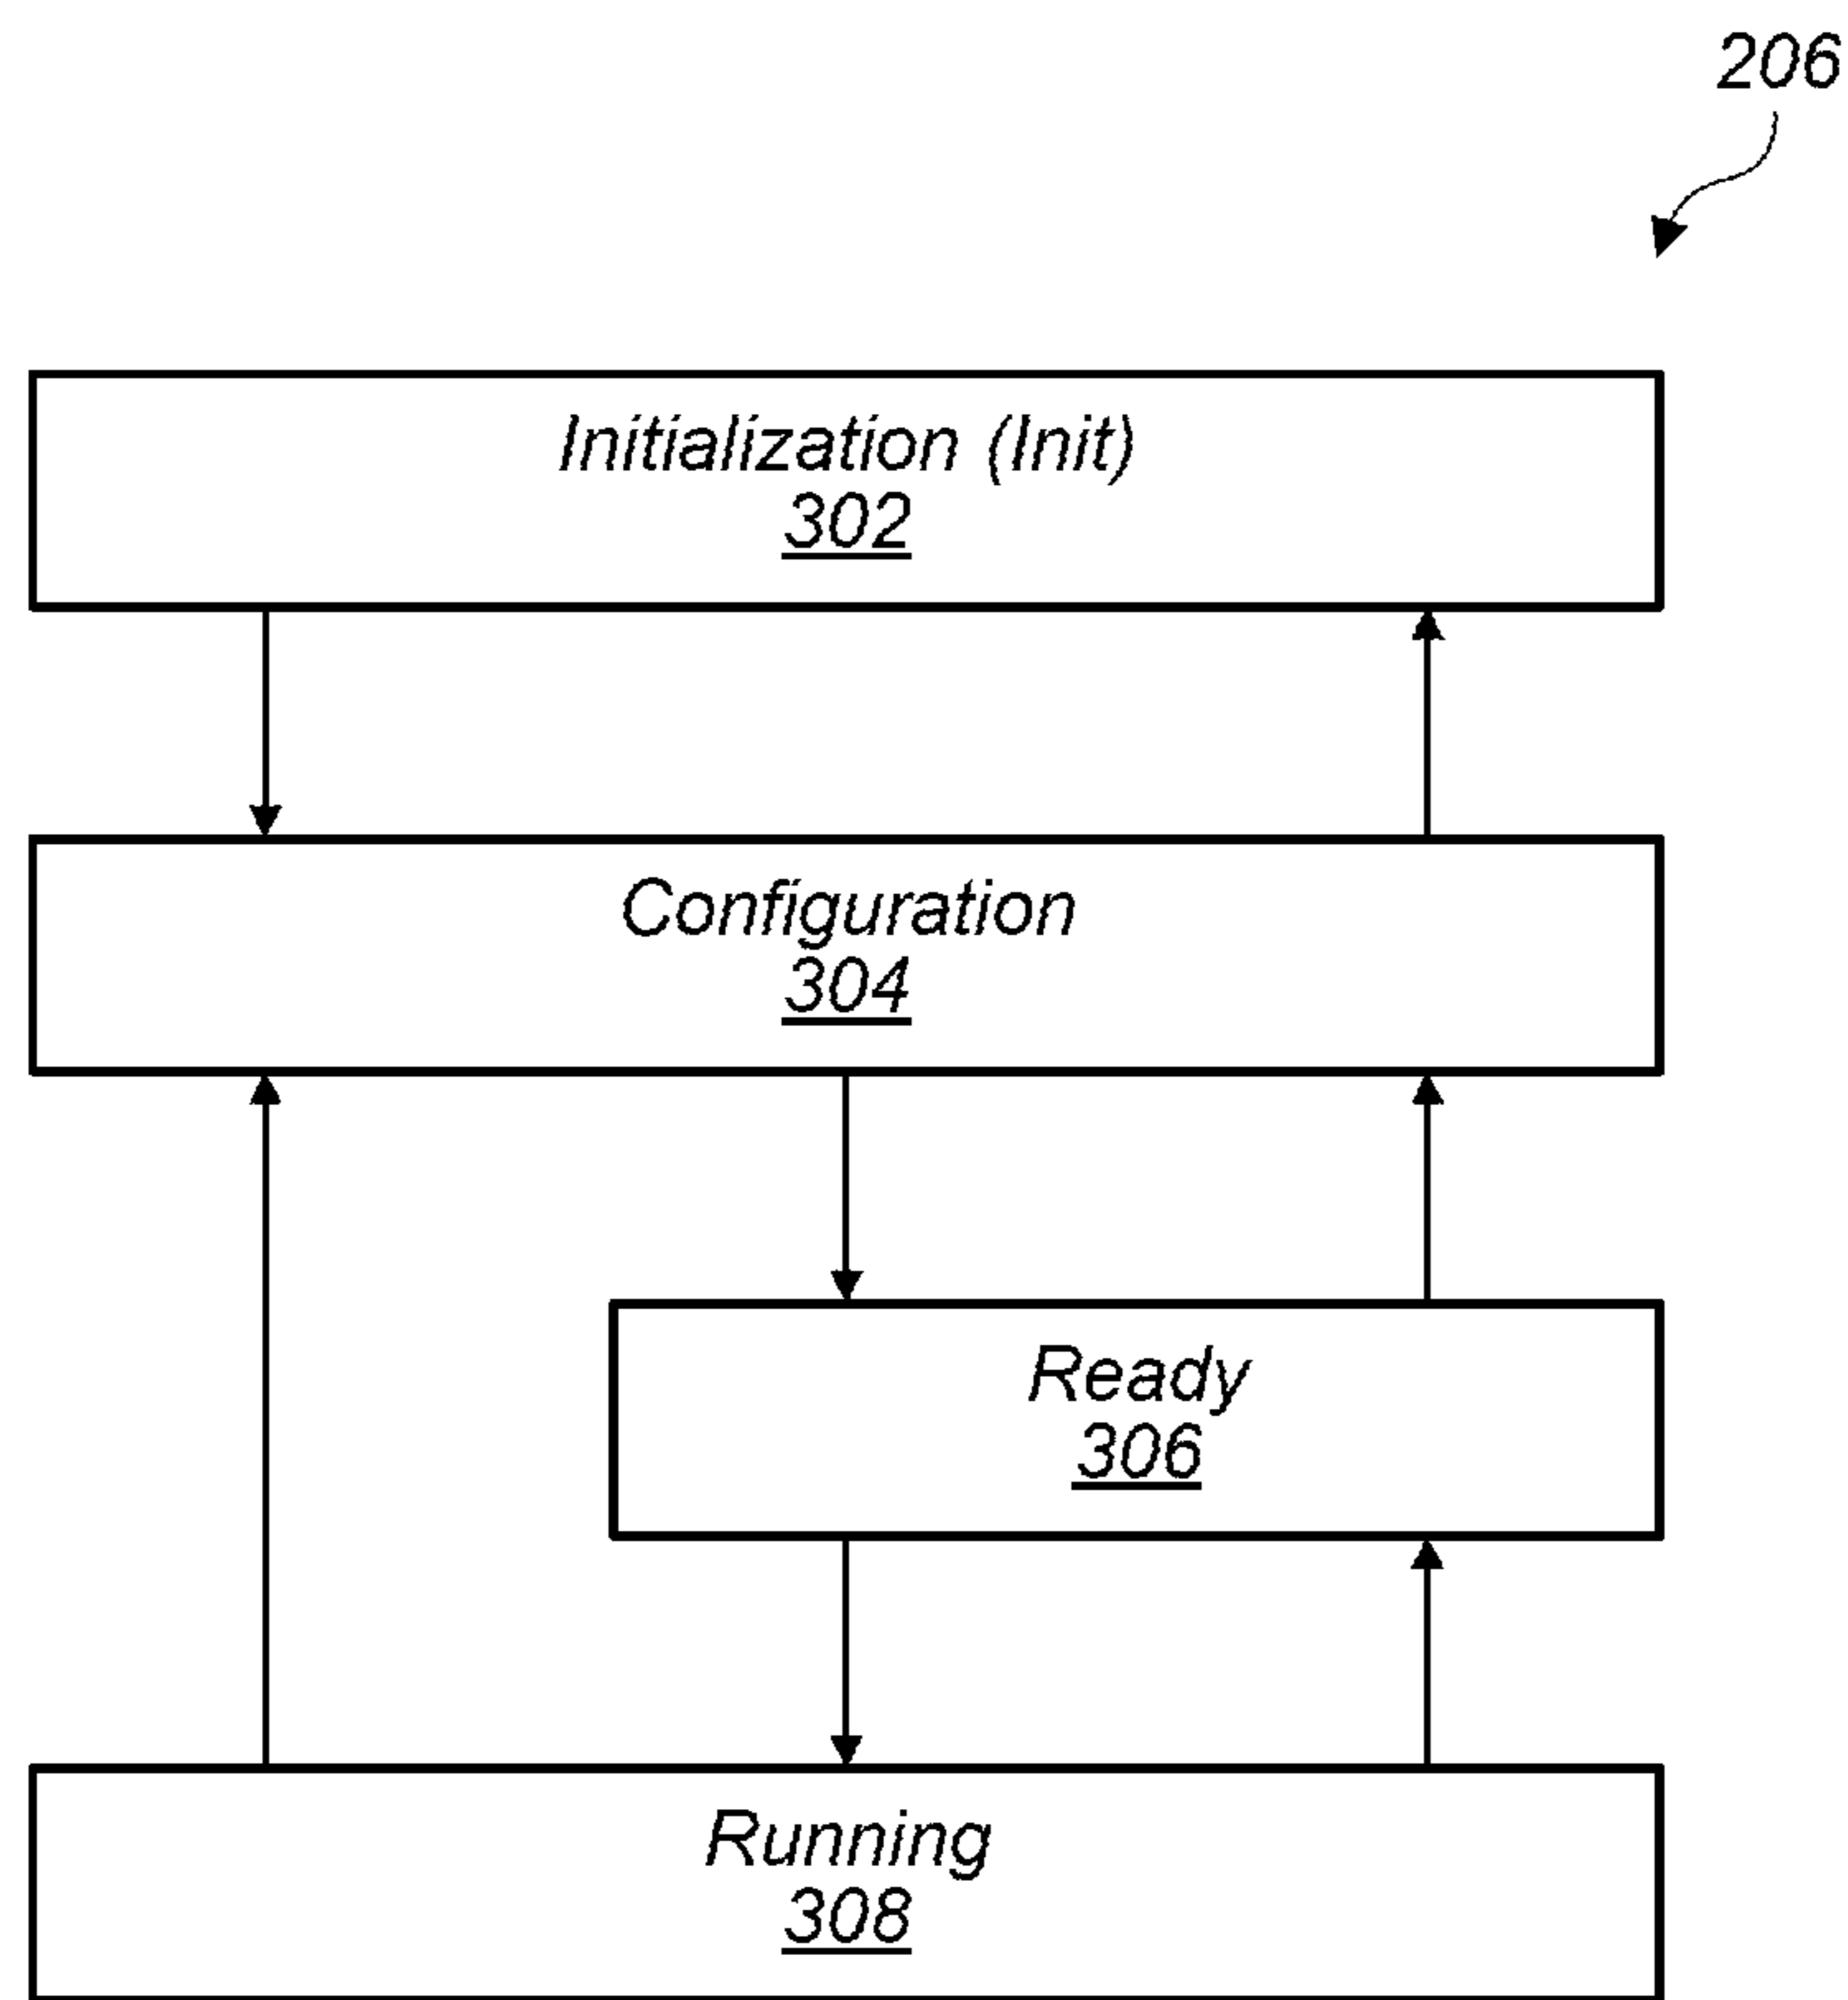 206
Initialization (Init)
302
Configuration
304
Ready
306
Running
308